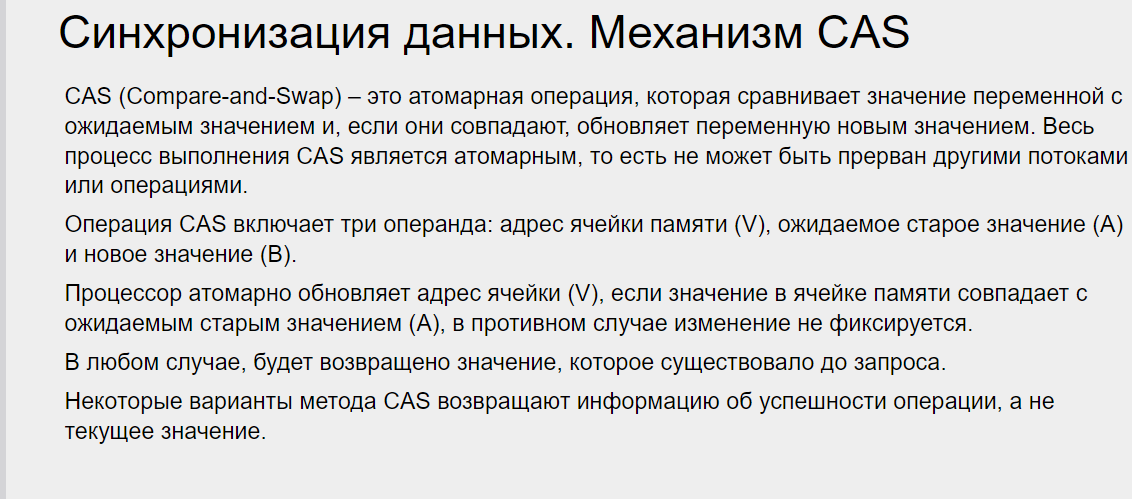 Синхронизация данных. Механизм CAS
CAS (Compare-and-Swap) – это атомарная операция, которая сравнивает значение переменной с
ожидаемым значением и, если они совпадают, обновляет переменную новым значением. Весь
процесс выполнения CAS является атомарным, то есть не может быть прерван другими потоками
или операциями.
Операция CAS включает три операнда: адрес ячейки памяти (V), ожидаемое старое значение (A)
и новое значение (B).
Процессор атомарно обновляет адрес ячейки (V), если значение в ячейке памяти совпадает с
ожидаемым старым значением (A), в противном случае изменение не фиксируется.
В любом случае, будет возвращено значение, которое существовало до запроса.
Некоторые варианты метода CAS возвращают информацию об успешности операции, а не
текущее значение.